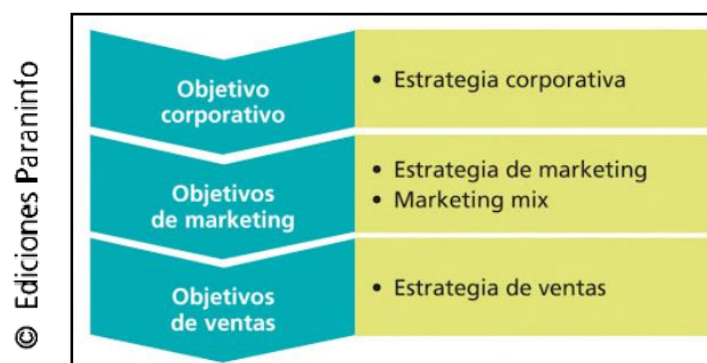 © Ediciones Paraninfo
Objetivo
corporativo
• Estrategia corporativa
Objetivos
de marketing
• Estrategia de marketing
• Marketing mix
Objetivos
de ventas
• Estrategia de ventas